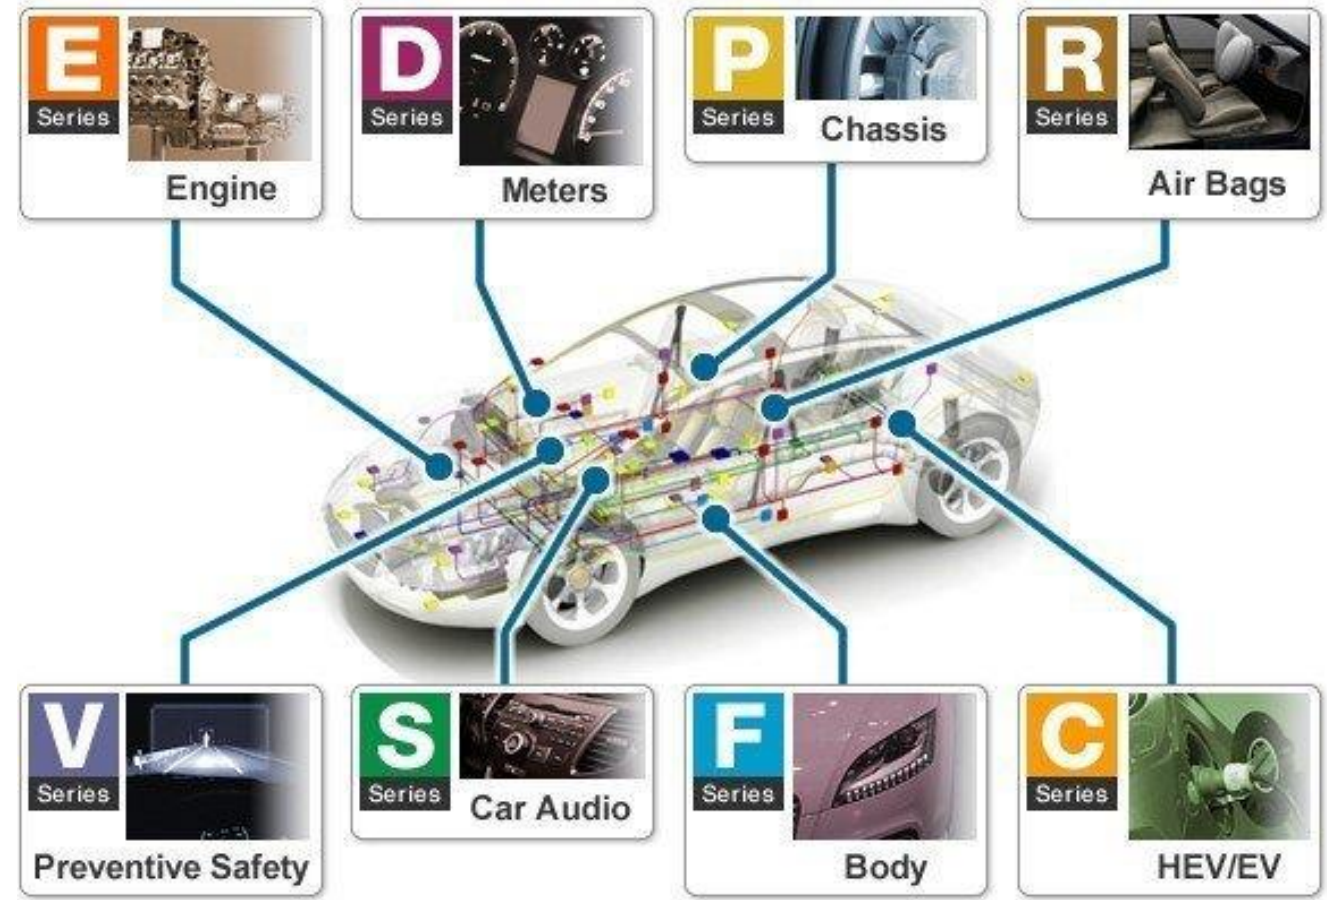 E
Series
Engine
D
Series
Meters
P
Series
Chassis
R
Series
Air Bags
V
Series
Preventive Safety
S
Series
Car Audio
F
Series
Body
C
Series
HEV/EV